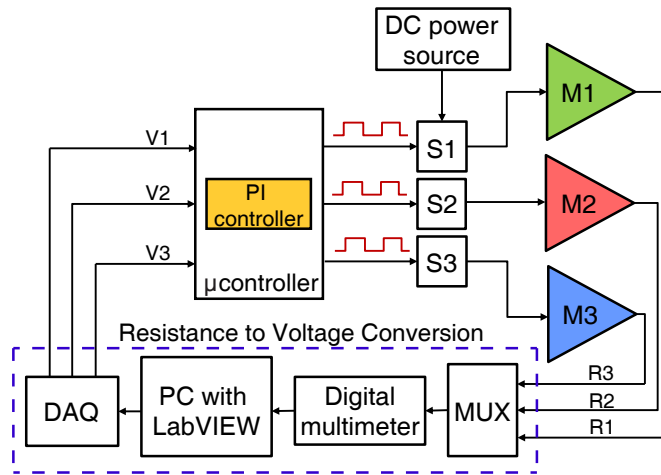 DC power
source
M1
V1
S1
PI
controller
V2
S2
M2
V3
S3
μcontroller
M3
Resistance to Voltage Conversion
R3
DAQ
PC with
LabVIEW
Digital
multimeter
MUX
R2
R1